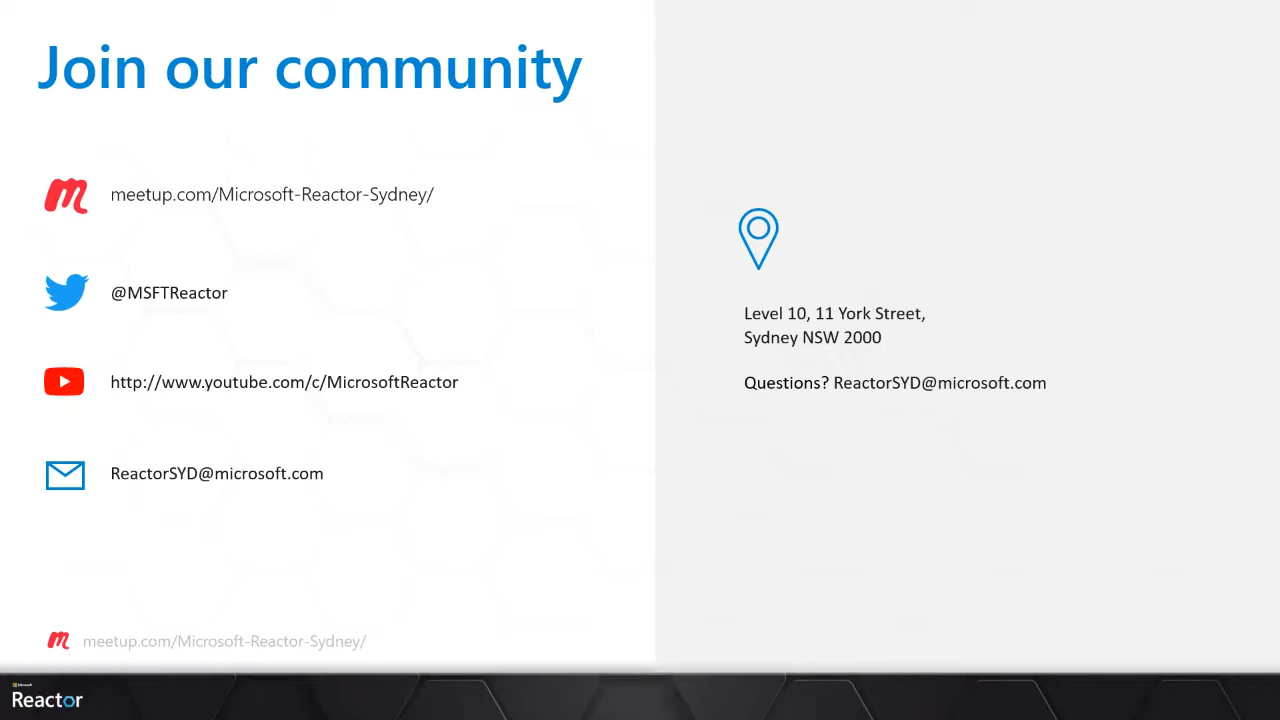 Join our community
meetup.com/Microsoft-Reactor-Sydney/
@MSFTReactor
http://www.youtube.com/c/MicrosoftReactor
ReactorSYD@microsoft.com
Level 10, 11 York Street,
Sydney NSW 2000
Questions? ReactorSYD@microsoft.com
meetup.com/Microsoft-Reactor-Sydney/
Microsoft
Reactor